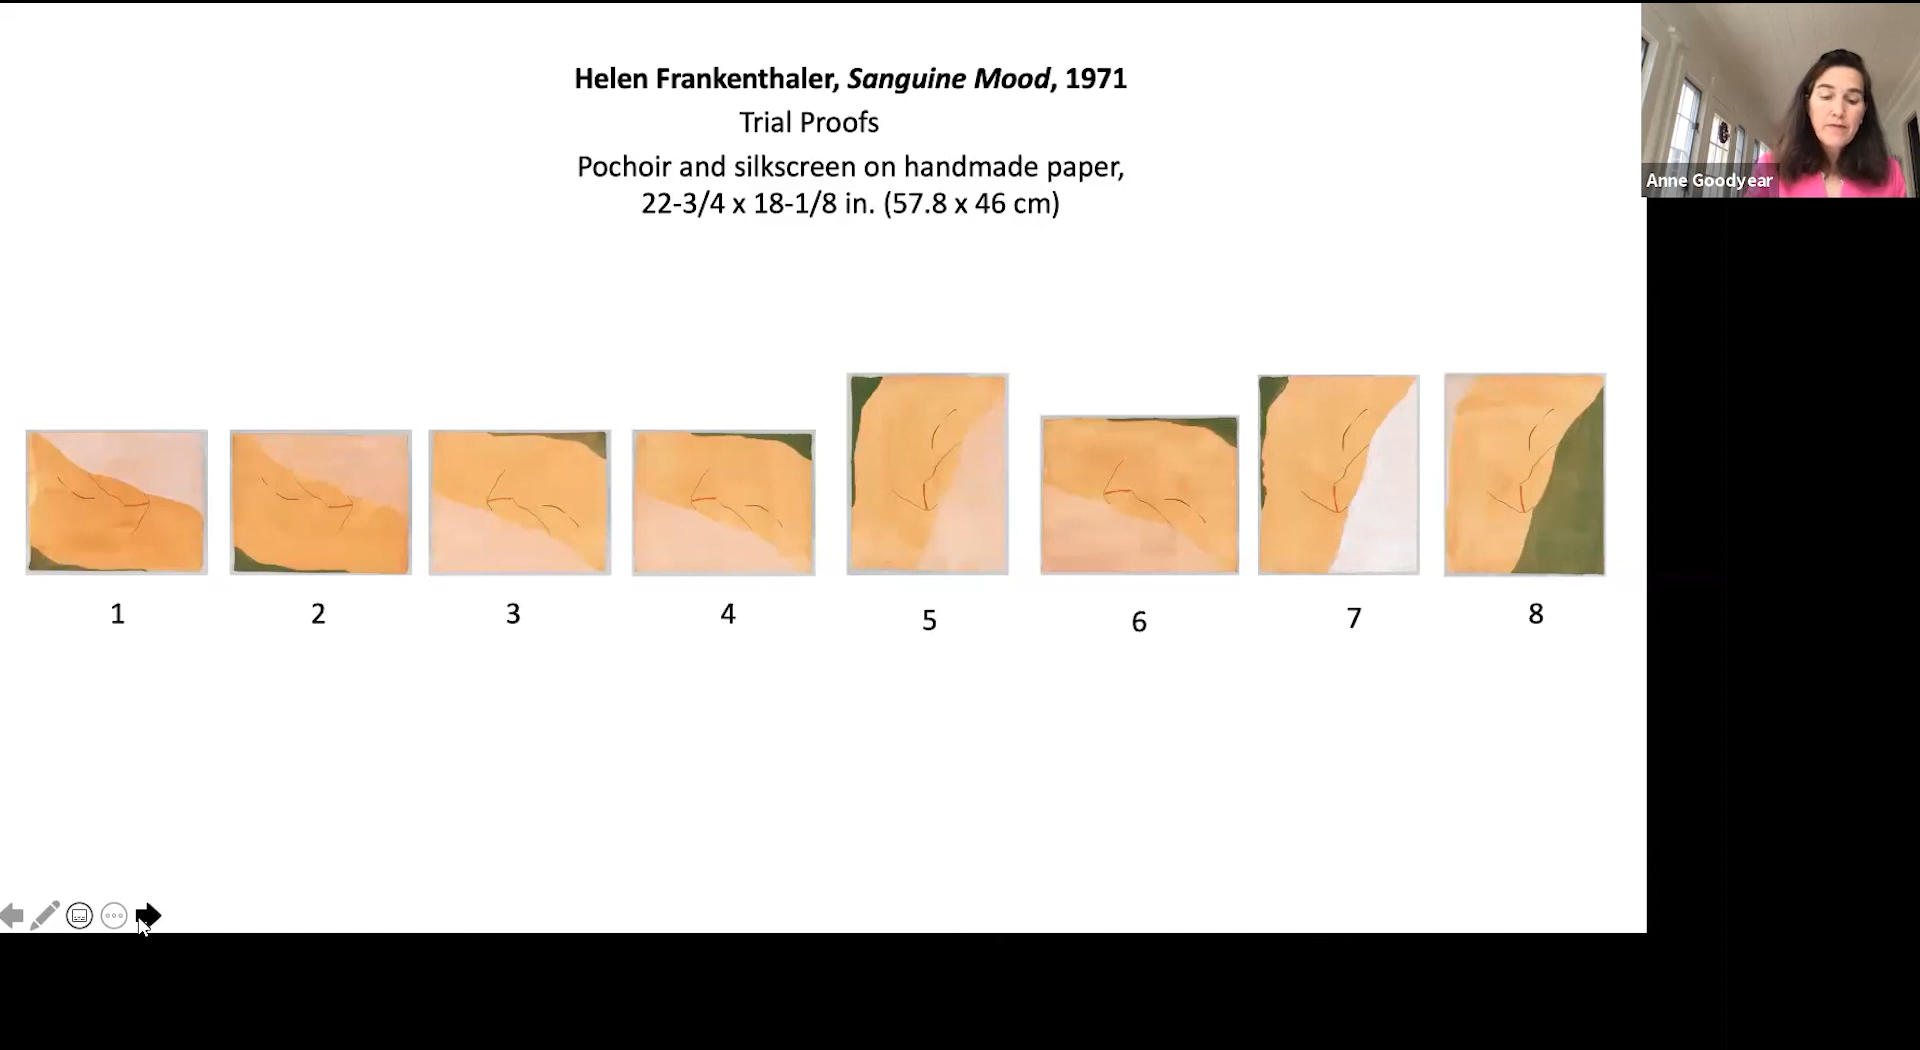 Helen Frankenthaler, Sanguine Mood, 1971
Trial Proofs
Pochoir and silkscreen on handmade paper,
22-3/4 x 18-1/8 in. (57.8 x 46 cm)
Anne Goodyear
1
2
3
4
5
6
7
8